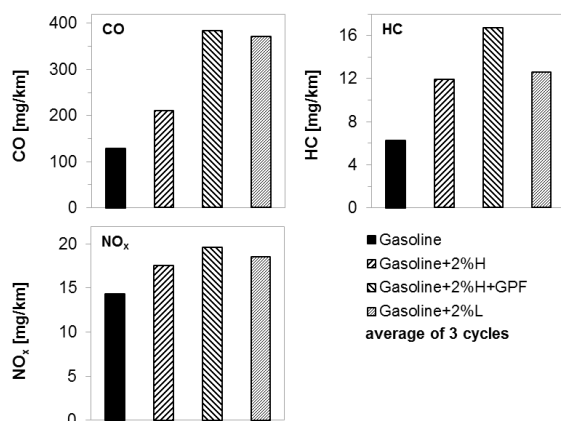 CO
CO [mg/km]
400
300
200
100
0
HC
HC [mg/km]
16
12
8
4
0
NOx
NOx [mg/km]
20
15
10
5
0
Gasoline
Gasoline+2%H
Gasoline+2%H+GPF
Gasoline+2%L
average of 3 cycles